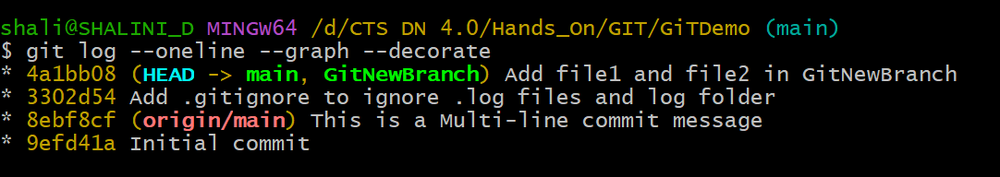 shali@SHALINI_D MINGW64 /d/CTS DN 4.0/Hands_On/GIT/GiTDemo (main)
$ git log --oneline --graph --decorate
* 4a1bb08 (HEAD -> main, GitNewBranch) Add file1 and file2 in GitNewBranch
* 3302d54 Add .gitignore to ignore .log files and log folder
* 8ebf8cf (origin/main) This is a Multi-line commit message
* 9efd41a Initial commit